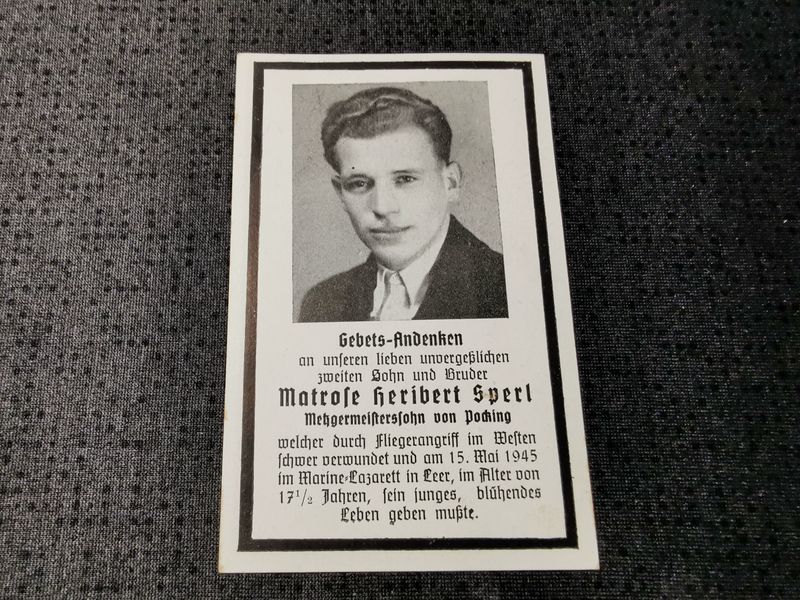 Gebets-Andenken
an unseren lieben unvergeßlichen
zweiten Sohn und Bruder
Matrose Heribert Sperl
Metzgermeisterssohn von Pocking
welcher durch Fliegerangriff im Westen
schwer verwundet und am 15. Mai 1945
im Marine-Lazarett in Leer, im Alter von
17½ Jahren, sein junges, blühendes
Leben geben mußte.